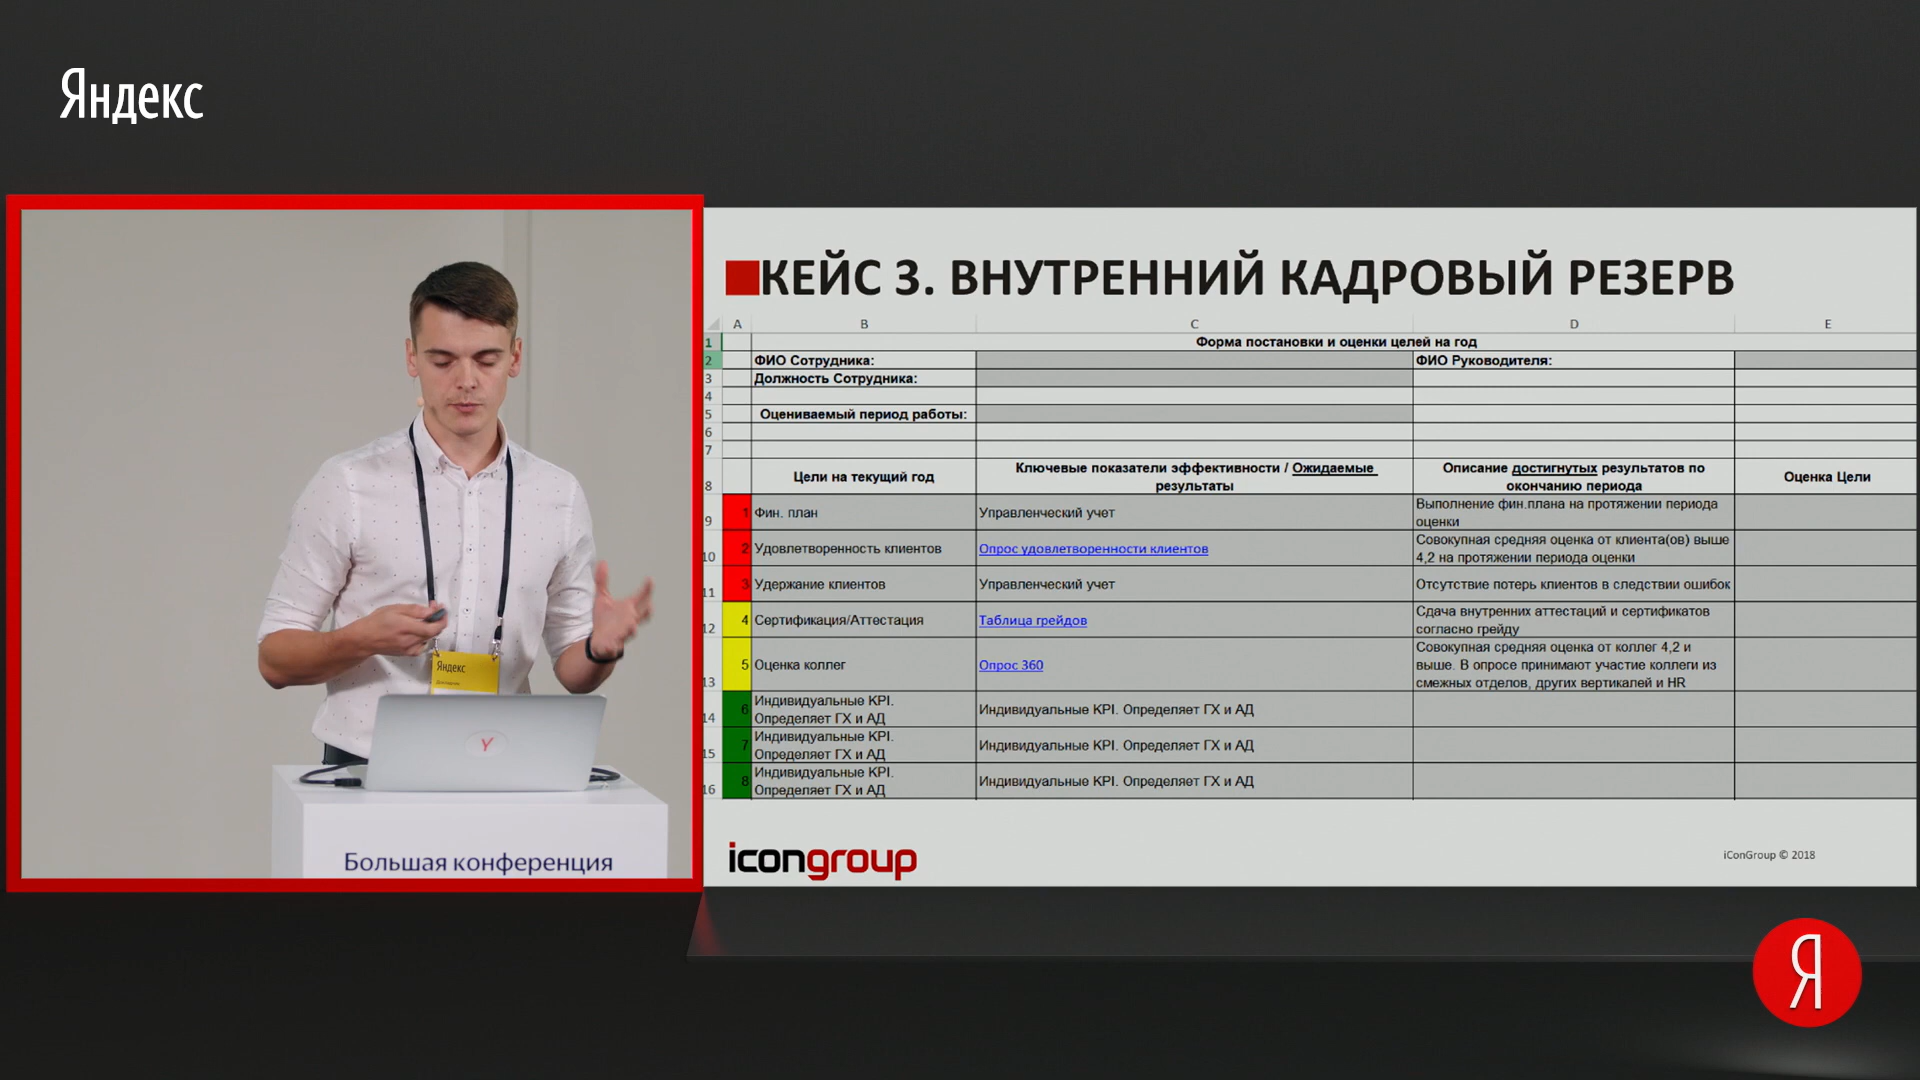 Яндекс
КЕЙС 3. ВНУТРЕННИЙ КАДРОВЫЙ РЕЗЕРВ
A B C D E
1 Форма постановки и оценки целей на год
2 ФИО Сотрудника: ФИО Руководителя:
3 Должность Сотрудника:
4
5 Оцениваемый период работы:
6
7
8 Цели на текущий год Ключевые показатели эффективности / Ожидаемые результаты Описание достигнутых результатов по окончанию периода Оценка Цели
9 1 Фин. план Управленческий учет Выполнение фин.плана на протяжении периода оценки
10 2 Удовлетворенность клиентов Опрос удовлетворенности клиентов Совокупная средняя оценка от клиента(ов) выше 4,2 на протяжении периода оценки
11 3 Удержание клиентов Управленческий учет Отсутствие потерь клиентов в следствии ошибок
12 4 Сертификация/Аттестация Таблица грейдов Сдача внутренних аттестаций и сертификатов согласно грейду
13 5 Оценка коллег Опрос 360 Совокупная средняя оценка от коллег 4,2 и выше. В опросе принимают участие коллеги из смежных отделов, других вертикалей и HR
14 6 Индивидуальные KPI. Определяет ГХ и АД Индивидуальные KPI. Определяет ГХ и АД
15 7 Индивидуальные KPI. Определяет ГХ и АД Индивидуальные KPI. Определяет ГХ и АД
16 8 Индивидуальные KPI. Определяет ГХ и АД Индивидуальные KPI. Определяет ГХ и АД
icongroup
iConGroup © 2018
Яндекс
Y
Большая конференция
Я